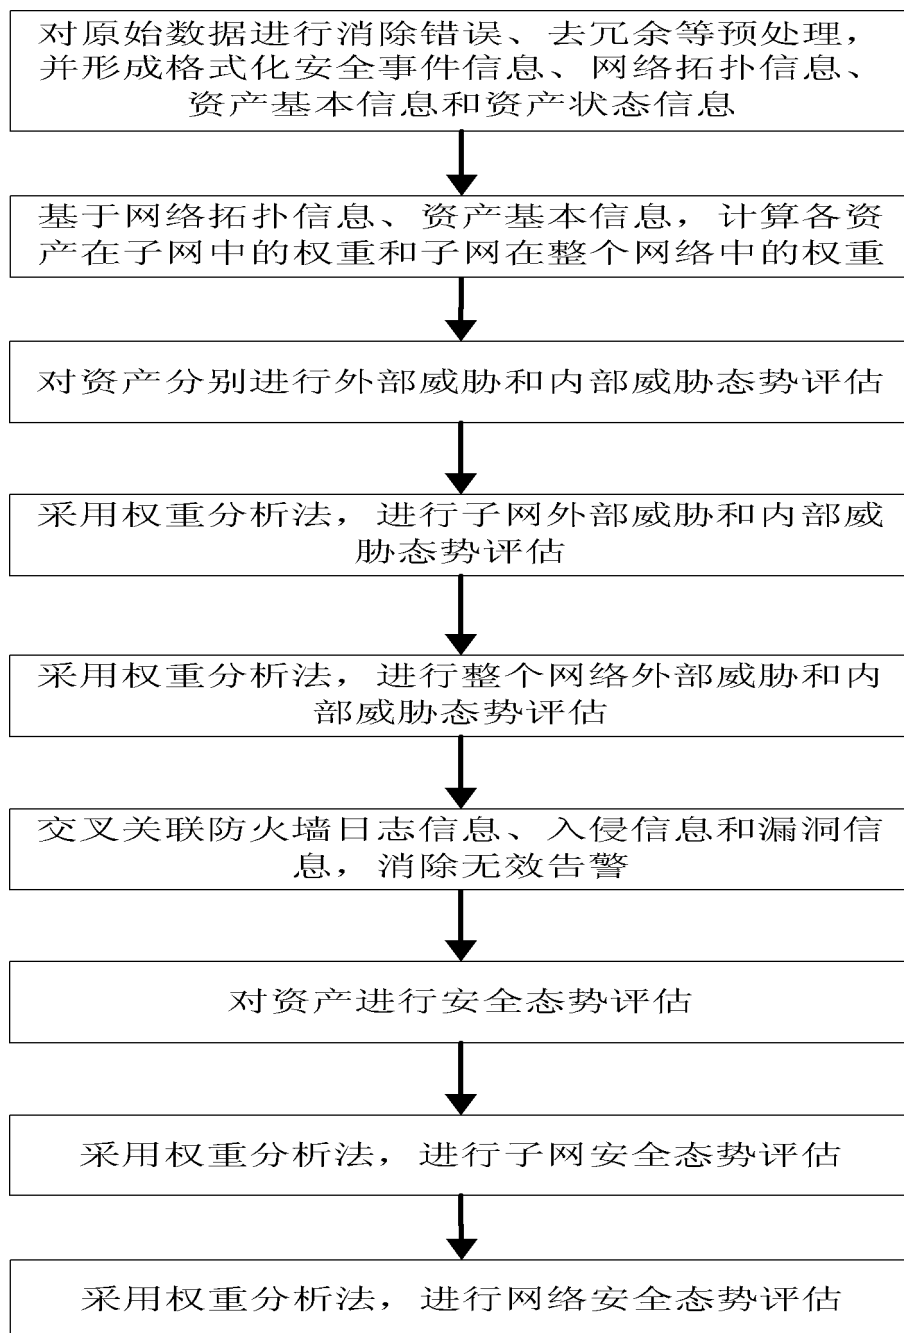 对原始数据进行消除错误、去冗余等预处理，
并形成格式化安全事件信息、网络拓扑信息、
资产基本信息和资产状态信息
基于网络拓扑信息、资产基本信息，计算各资
产在子网中的权重和子网在整个网络中的权重
对资产分别进行外部威胁和内部威胁态势评估
采用权重分析法，进行子网外部威胁和内部威
胁态势评估
采用权重分析法，进行整个网络外部威胁和内
部威胁态势评估
交叉关联防火墙日志信息、入侵信息和漏洞信
息，消除无效告警
对资产进行安全态势评估
采用权重分析法，进行子网安全态势评估
采用权重分析法，进行网络安全态势评估